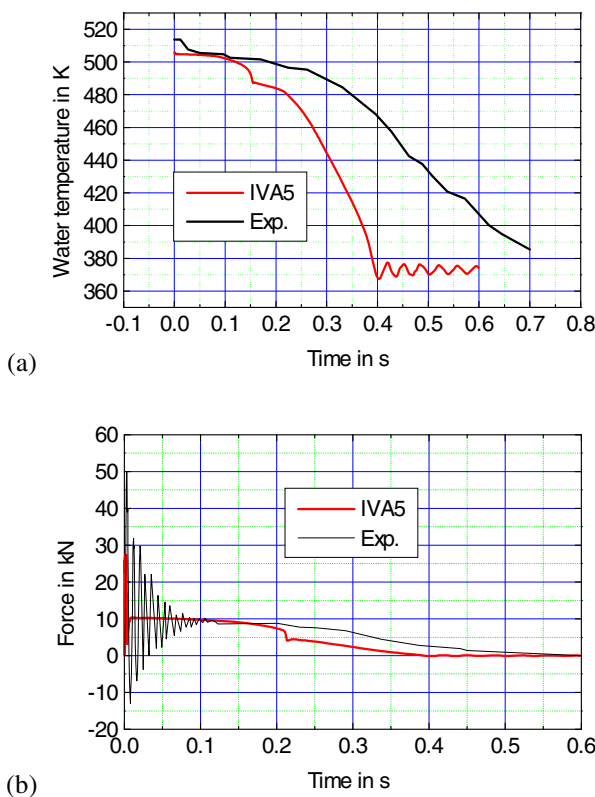 520
500
480
460
440
420
400
380
360
Water temperature in K
IVA5
Exp.
-0.1 0.0 0.1 0.2 0.3 0.4 0.5 0.6 0.7 0.8
Time in s
(a)
60
50
40
30
20
10
0
-10
-20
Force in kN
IVA5
Exp.
0.0 0.1 0.2 0.3 0.4 0.5 0.6
Time in s
(b)